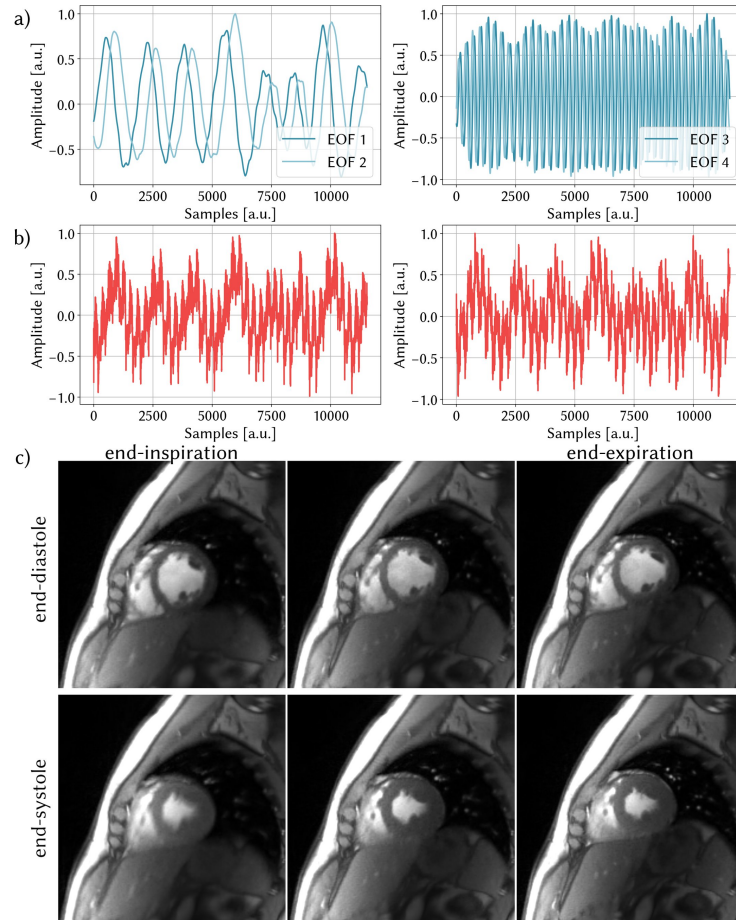 a)
Amplitude [a.u.]
1.0
0.5
0.0
−0.5
EOF 1
EOF 2
0 2500 5000 7500 10000
Samples [a.u.]
Amplitude [a.u.]
1.0
0.5
0.0
−0.5
−1.0
EOF 3
EOF 4
0 2500 5000 7500 10000
Samples [a.u.]
b)
Amplitude [a.u.]
1.0
0.5
0.0
−0.5
−1.0
0 2500 5000 7500 10000
Samples [a.u.]
Amplitude [a.u.]
1.0
0.5
0.0
−0.5
−1.0
0 2500 5000 7500 10000
Samples [a.u.]
c)
end-inspiration
end-expiration
end-diastole
end-systole